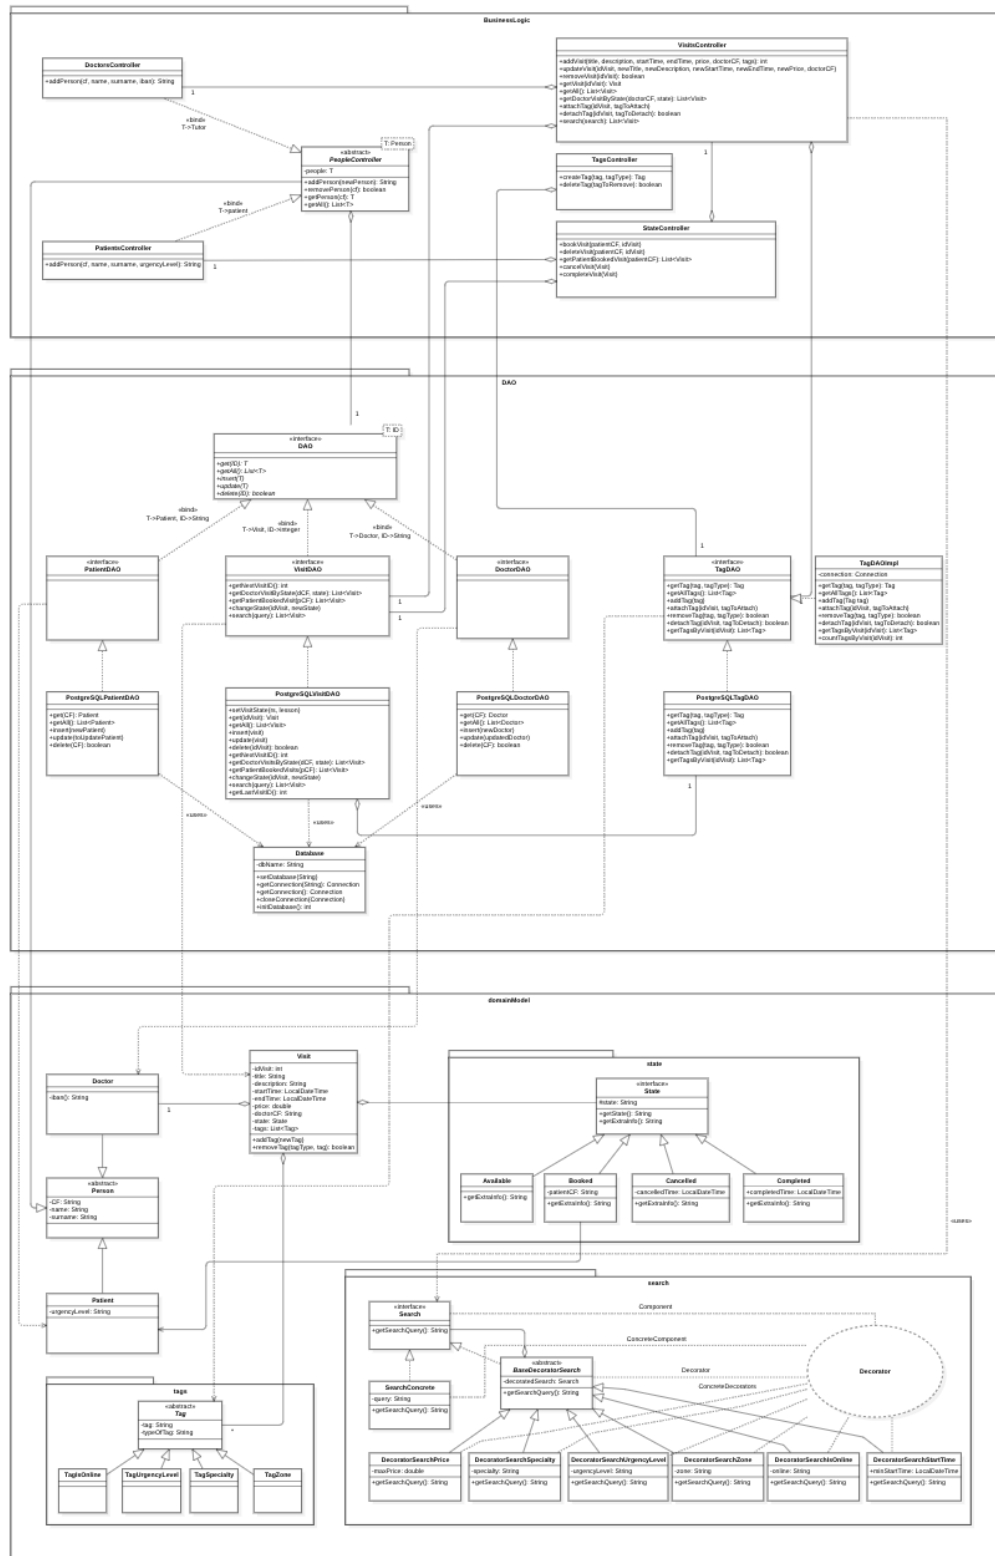 BusinessLogic
DoctorsController
+addPerson(cf, name, surname, iban): String
1
«bind»
T->Tutor
VisitsController
+addVisit(title, description, startTime, endTime, price, doctorCF, tags): int
+updateVisit(idVisit, newTitle, newDescription, newStartTime, newEndTime, newPrice, doctorCF)
+removeVisit(idVisit): boolean
+getVisit(idVisit): Visit
+getAll(): List<Visit>
+getDoctorVisitByState(doctorCF, state): List<Visit>
+attachTag(idVisit, tagToAttach)
+detachTag(idVisit, tagToDetach): boolean
+search(search): List<Visit>
T: Person
«abstract»
PeopleController
-people: T
+addPerson(newPerson): String
+removePerson(cf): boolean
+getPerson(cf): T
+getAll(): List<T>
1
TagsController
+createTag(tag, tagType): Tag
+deleteTag(tagToRemove): boolean
«bind»
T->patient
PatientsController
+addPerson(cf, name, surname, urgencyLevel): String
1
StateController
+bookVisit(patientCF, idVisit)
+deleteVisit(patientCF, idVisit)
+getPatientBookedVisit(patientCF): List<Visit>
+cancelVisit(Visit)
+completeVisit(Visit)
DAO
1
T: ID
«interface»
DAO
+get(ID): T
+getAll(): List<T>
+insert(T)
+update(T)
+delete(ID): boolean
«bind»
T->Patient, ID->String
«bind»
T->Visit, ID->Integer
«bind»
T->Doctor, ID->String
1
«interface»
PatientDAO
«interface»
VisitDAO
+getNextVisitID(): int
+getDoctorVisitByState(dCF, state): List<Visit>
+getPatientBookedVisit(pCF): List<Visit>
+changeState(idVisit, newState)
+search(query): List<Visit>
1
1
«interface»
DoctorDAO
«interface»
TagDAO
+getTag(tag, tagType): Tag
+getAllTags(): List<Tag>
+addTag(tag)
+attachTag(idVisit, tagToAttach)
+removeTag(tag, tagType): boolean
+detachTag(idVisit, tagToDetach): boolean
+getTagsByVisit(idVisit): List<Tag>
1
TagDAOImpl
-connection: Connection
+getTag(tag, tagType): Tag
+getAllTags(): List<Tag>
+addTag(Tag tag)
+attachTag(idVisit, tagToAttach)
+removeTag(tag, tagType): boolean
+detachTag(idVisit, tagToDetach): boolean
+getTagsByVisit(idVisit): List<Tag>
+countTagsByVisit(idVisit): int
PostgreSQLPatientDAO
+get(CF): Patient
+getAll(): List<Patient>
+insert(newPatient)
+update(toUpdatePatient)
+delete(CF): boolean
PostgreSQLVisitDAO
+setVisitState(rs, lesson)
+get(idVisit): Visit
+getAll(): List<Visit>
+insert(visit)
+update(visit)
+delete(idVisit): boolean
+getNextVisitID(): int
+getDoctorVisitsByState(dCF, state): List<Visit>
+getPatientBookedVisits(pCF): List<Visit>
+changeState(idVisit, newState)
+search(query): List<Visit>
+getLastVisitID(): int
PostgreSQLDoctorDAO
+get(CF): Doctor
+getAll(): List<Doctor>
+insert(newDoctor)
+update(updatedDoctor)
+delete(CF): boolean
PostgreSQLTagDAO
+getTag(tag, tagType): Tag
+getAllTags(): List<Tag>
+addTag(tag)
+attachTag(idVisit, tagToAttach)
+removeTag(tag, tagType): boolean
+detachTag(idVisit, tagToDetach): boolean
+getTagsByVisit(idVisit): List<Tag>
1
«uses»
«uses»
«uses»
Database
-dbName: String
+setDatabase(String)
+getConnection(String): Connection
+getConnection(): Connection
+closeConnection(Connection)
+initDatabase(): int
domainModel
Doctor
-iban(): String
1
Visit
-idVisit: int
-title: String
-description: String
-startTime: LocalDateTime
-endTime: LocalDateTime
-price: double
-doctorCF: String
-state: State
-tags: List<Tag>
+addTag(newTag)
+removeTag(tagType, tag): boolean
state
«interface»
State
#state: String
+getState(): String
+getExtraInfo(): String
Available
+getExtraInfo(): String
Booked
-patientCF: String
+getExtraInfo(): String
Cancelled
-cancelledTime: LocalDateTime
+getExtraInfo(): String
Completed
+completedTime: LocalDateTime
+getExtraInfo(): String
«abstract»
Person
-CF: String
-name: String
-surname: String
«uses»
Patient
-urgencyLevel: String
search
«interface»
Search
+getSearchQuery(): String
Component
ConcreteComponent
Decorator
ConcreteDecorators
Decorator
«abstract»
BaseDecoratorSearch
-decoratedSearch: Search
+getSearchQuery(): String
SearchConcrete
-query: String
+getSearchQuery(): String
DecoratorSearchPrice
-maxPrice: double
+getSearchQuery(): String
DecoratorSearchSpecialty
-specialty: String
+getSearchQuery(): String
DecoratorSearchUrgencyLevel
-urgencyLevel: String
+getSearchQuery(): String
DecoratorSearchZone
-zone: String
+getSearchQuery(): String
DecoratorSearchIsOnline
-online: String
+getSearchQuery(): String
DecoratorSearchStartTime
+minStartTime: LocalDateTime
+getSearchQuery(): String
tags
«abstract»
Tag
-tag: String
-typeOfTag: String
*
TagIsOnline
TagUrgencyLevel
TagSpecialty
TagZone